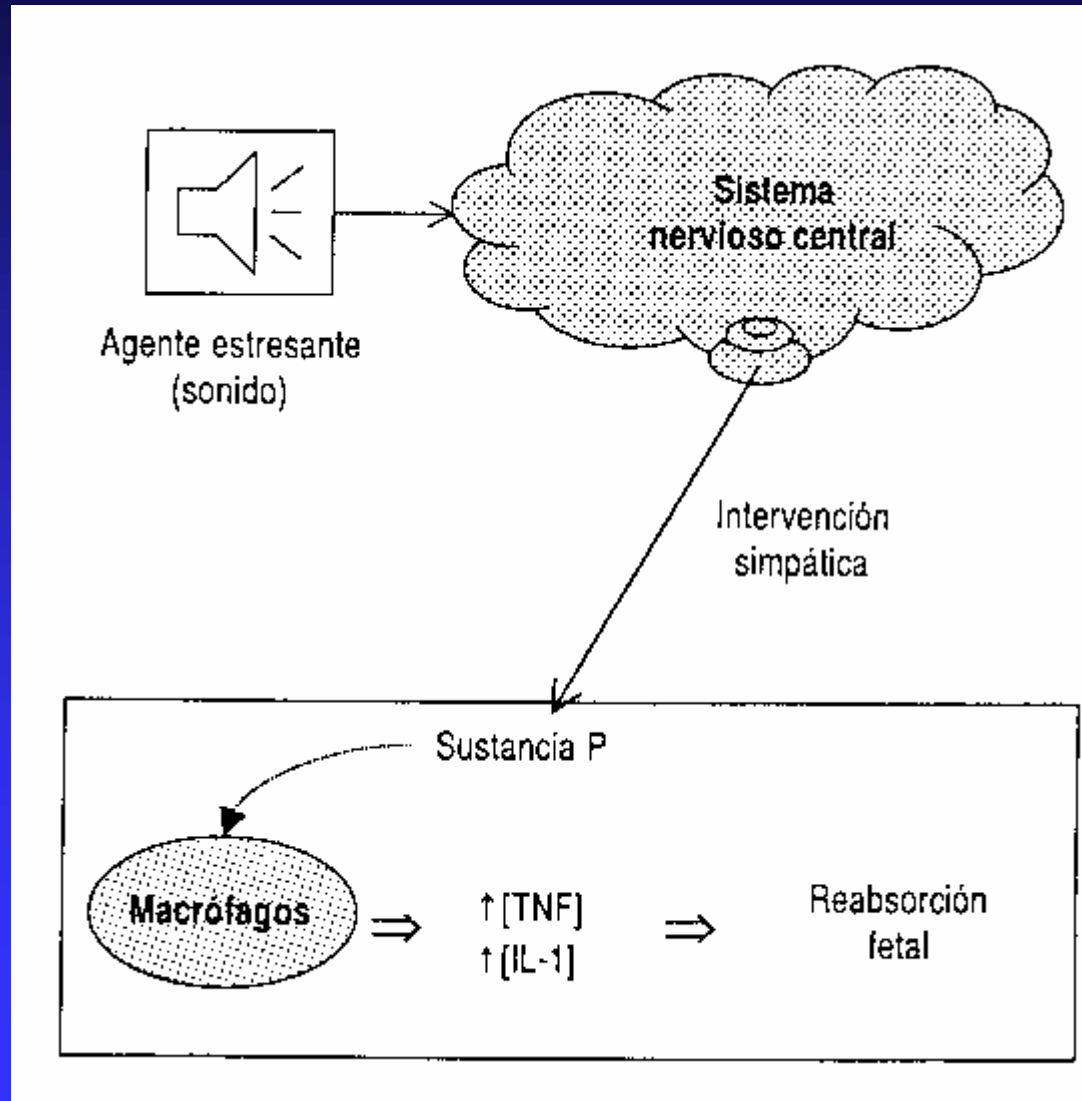 Sistema
nervioso central
Agente estresante
(sonido)
Intervención
simpática
Sustancia P
Macrófagos
⇒
↑[TNF]
↑[IL-1]
⇒
Reabsorción
fetal